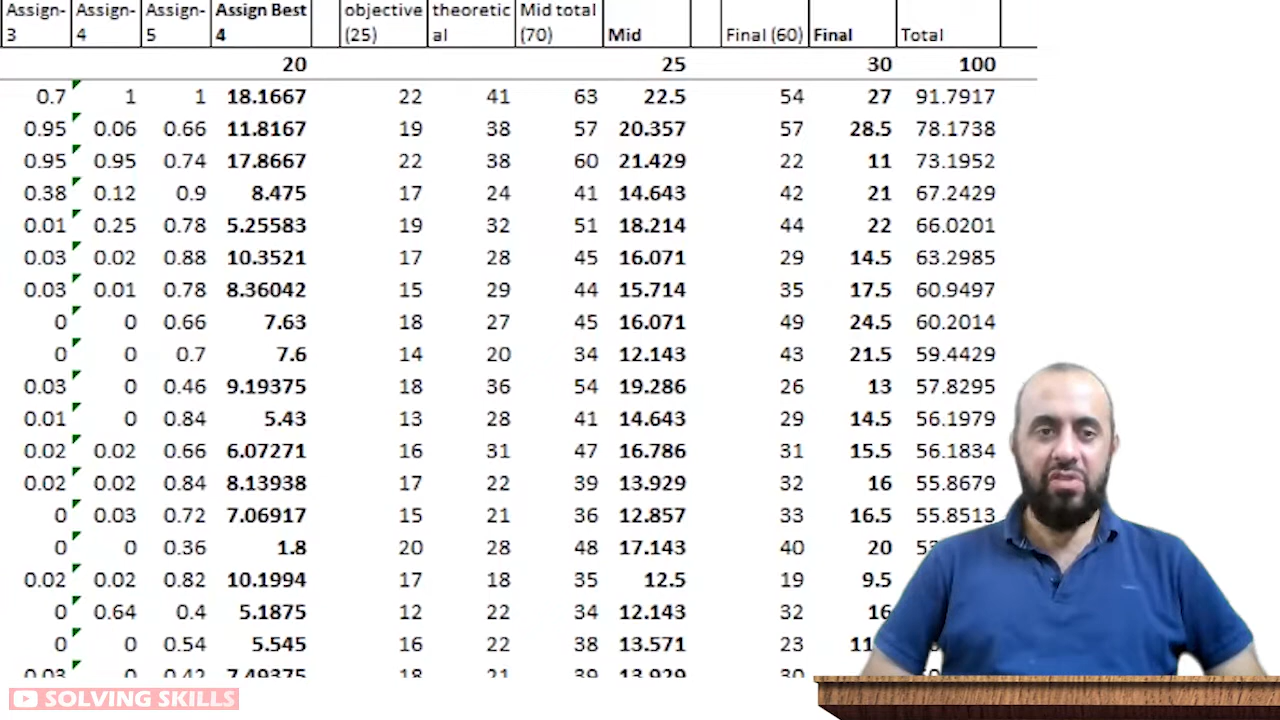 Assign-3 Assign-4 Assign-5 Assign Best 4 objective (25) theoretical Mid total (70) Mid Final (60) Final Total
20 25 30 100
0.7 1 1 18.1667 22 41 63 22.5 54 27 91.7917
0.95 0.06 0.66 11.8167 19 38 57 20.357 57 28.5 78.1738
0.95 0.95 0.74 17.8667 22 38 60 21.429 22 11 73.1952
0.38 0.12 0.9 8.475 17 24 41 14.643 42 21 67.2429
0.01 0.25 0.78 5.25583 19 32 51 18.214 44 22 66.0201
0.03 0.02 0.88 10.3521 17 28 45 16.071 29 14.5 63.2985
0.03 0.01 0.78 8.36042 15 29 44 15.714 35 17.5 60.9497
0 0 0.66 7.63 18 27 45 16.071 49 24.5 60.2014
0 0 0.7 7.6 14 20 34 12.143 43 21.5 59.4429
0.03 0 0.46 9.19375 18 36 54 19.286 26 13 57.8295
0.01 0 0.84 5.43 13 28 41 14.643 29 14.5 56.1979
0.02 0.02 0.66 6.07271 16 31 47 16.786 31 15.5 56.1834
0.02 0.02 0.84 8.13938 17 22 39 13.929 32 16 55.8679
0 0.03 0.72 7.06917 15 21 36 12.857 33 16.5 55.8513
0 0 0.36 1.8 20 28 48 17.143 40 20
0.02 0.02 0.82 10.1994 17 18 35 12.5 19 9.5
0 0.64 0.4 5.1875 12 22 34 12.143 32 16
0 0 0.54 5.545 16 22 38 13.571 23
0.03 0 0.42 7.49375 18 21 39 13.929 30
SOLVING SKILLS